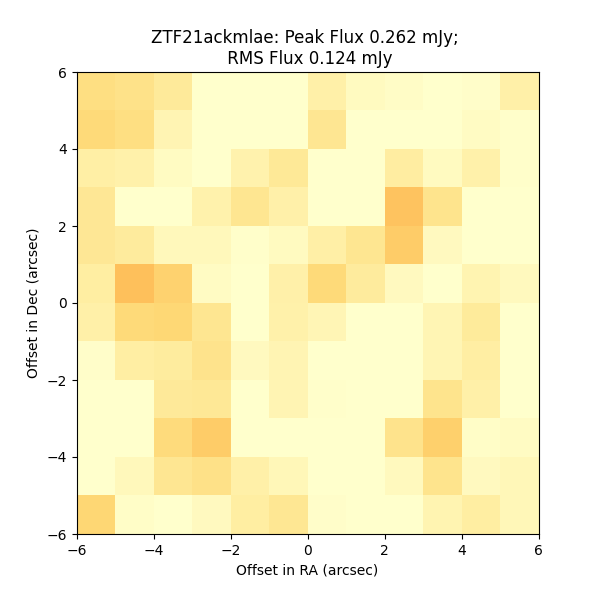 ZTF21ackmlae: Peak Flux 0.262 mJy;
RMS Flux 0.124 mJy
6
4
2
0
−2
−4
−6
Offset in Dec (arcsec)
−6 −4 −2 0 2 4 6
Offset in RA (arcsec)